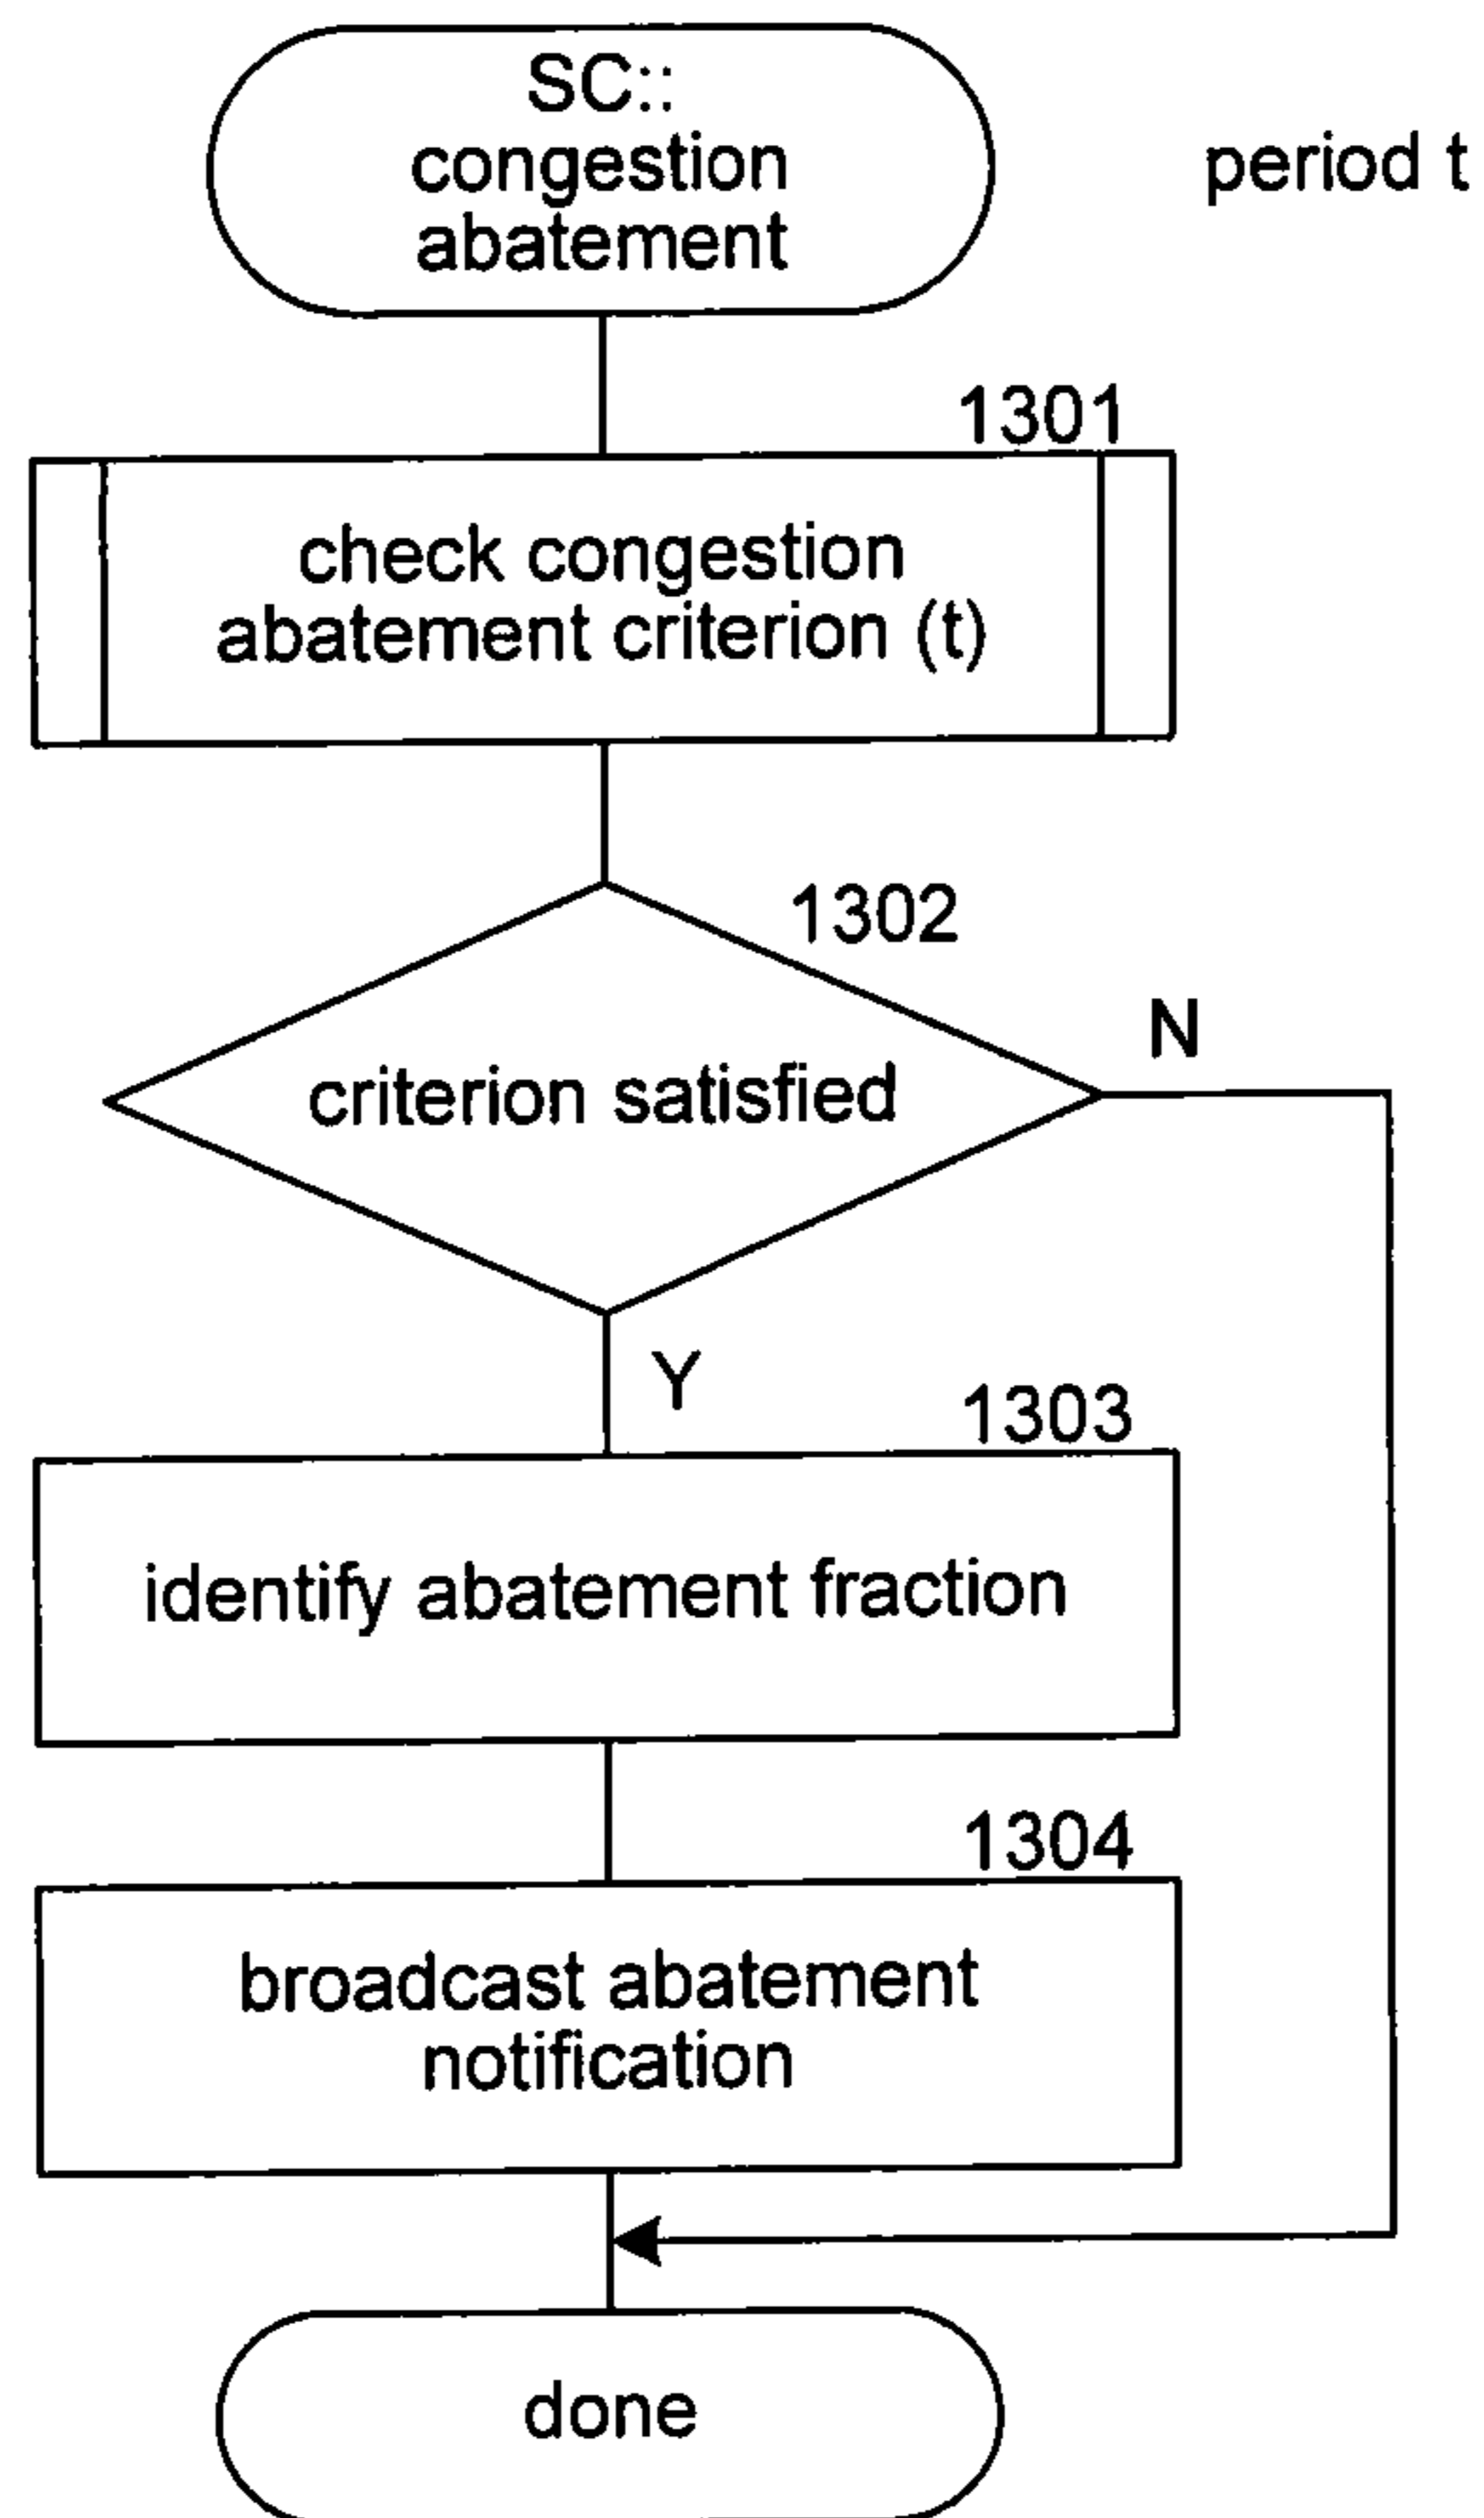 SC::
congestion
abatement
period t
1301
check congestion
abatement criterion (t)
1302
criterion satisfied
N
Y
1303
identify abatement fraction
1304
broadcast abatement
notification
done